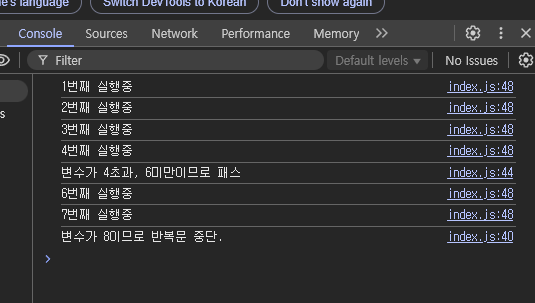 e's language Switch DevTools to Korean Don't show again
Console Sources Network Performance Memory
Filter Default levels No Issues
1번째 실행중 index.js:48
2번째 실행중 index.js:48
3번째 실행중 index.js:48
4번째 실행중 index.js:48
변수가 4초과, 6미만이므로 패스 index.js:44
6번째 실행중 index.js:48
7번째 실행중 index.js:48
변수가 8이므로 반복문 중단. index.js:40
s